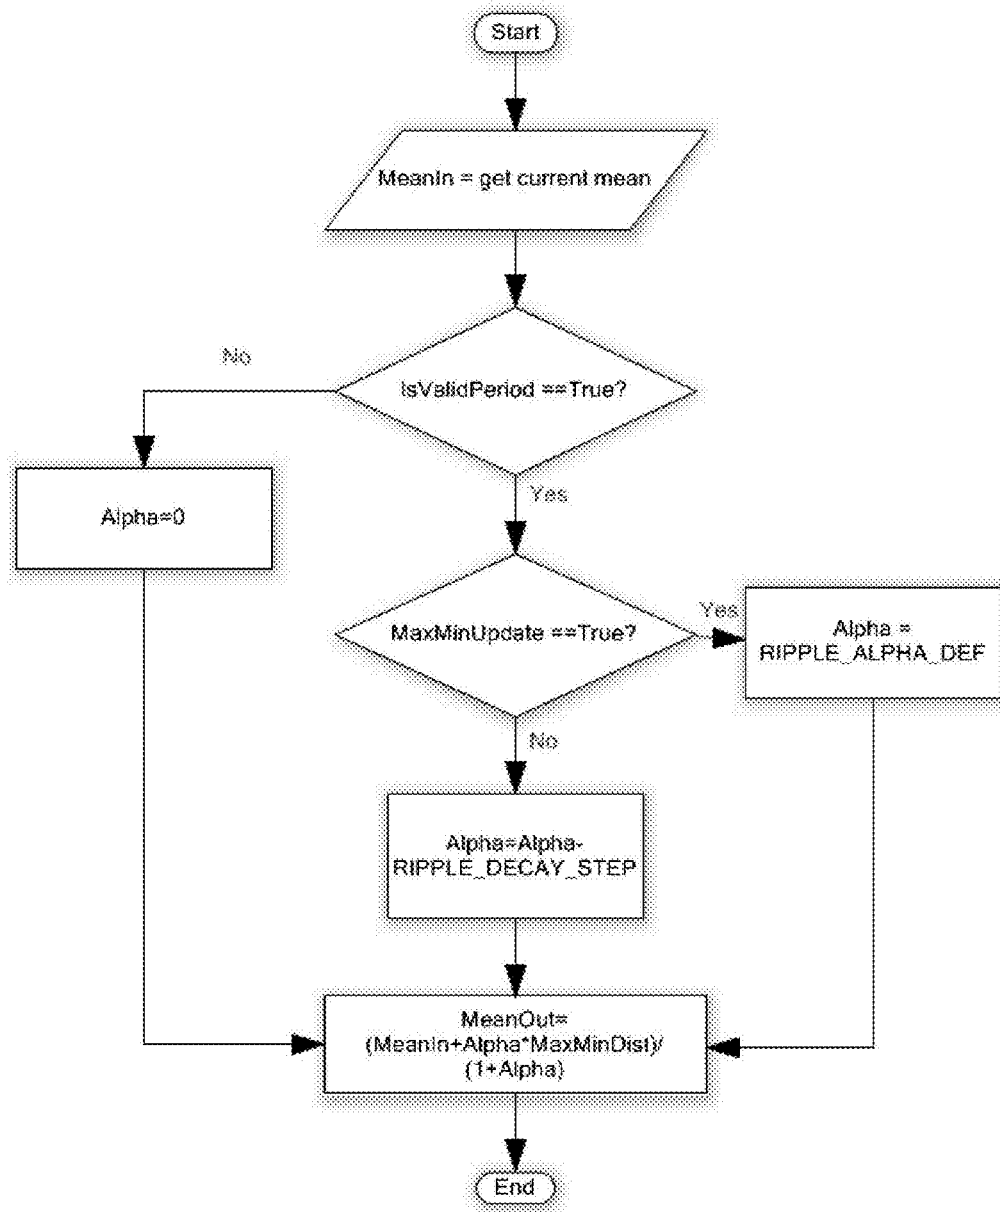 Start
MeanIn = get current mean
No
IsValidPeriod ==True?
Alpha=0
Yes
MaxMinUpdate ==True?
Yes
Alpha =
RIPPLE_ALPHA_DEF
No
Alpha=Alpha-
RIPPLE_DECAY_STEP
MeanOut=
(MeanIn+Alpha*MaxMinDist)/
(1+Alpha)
End